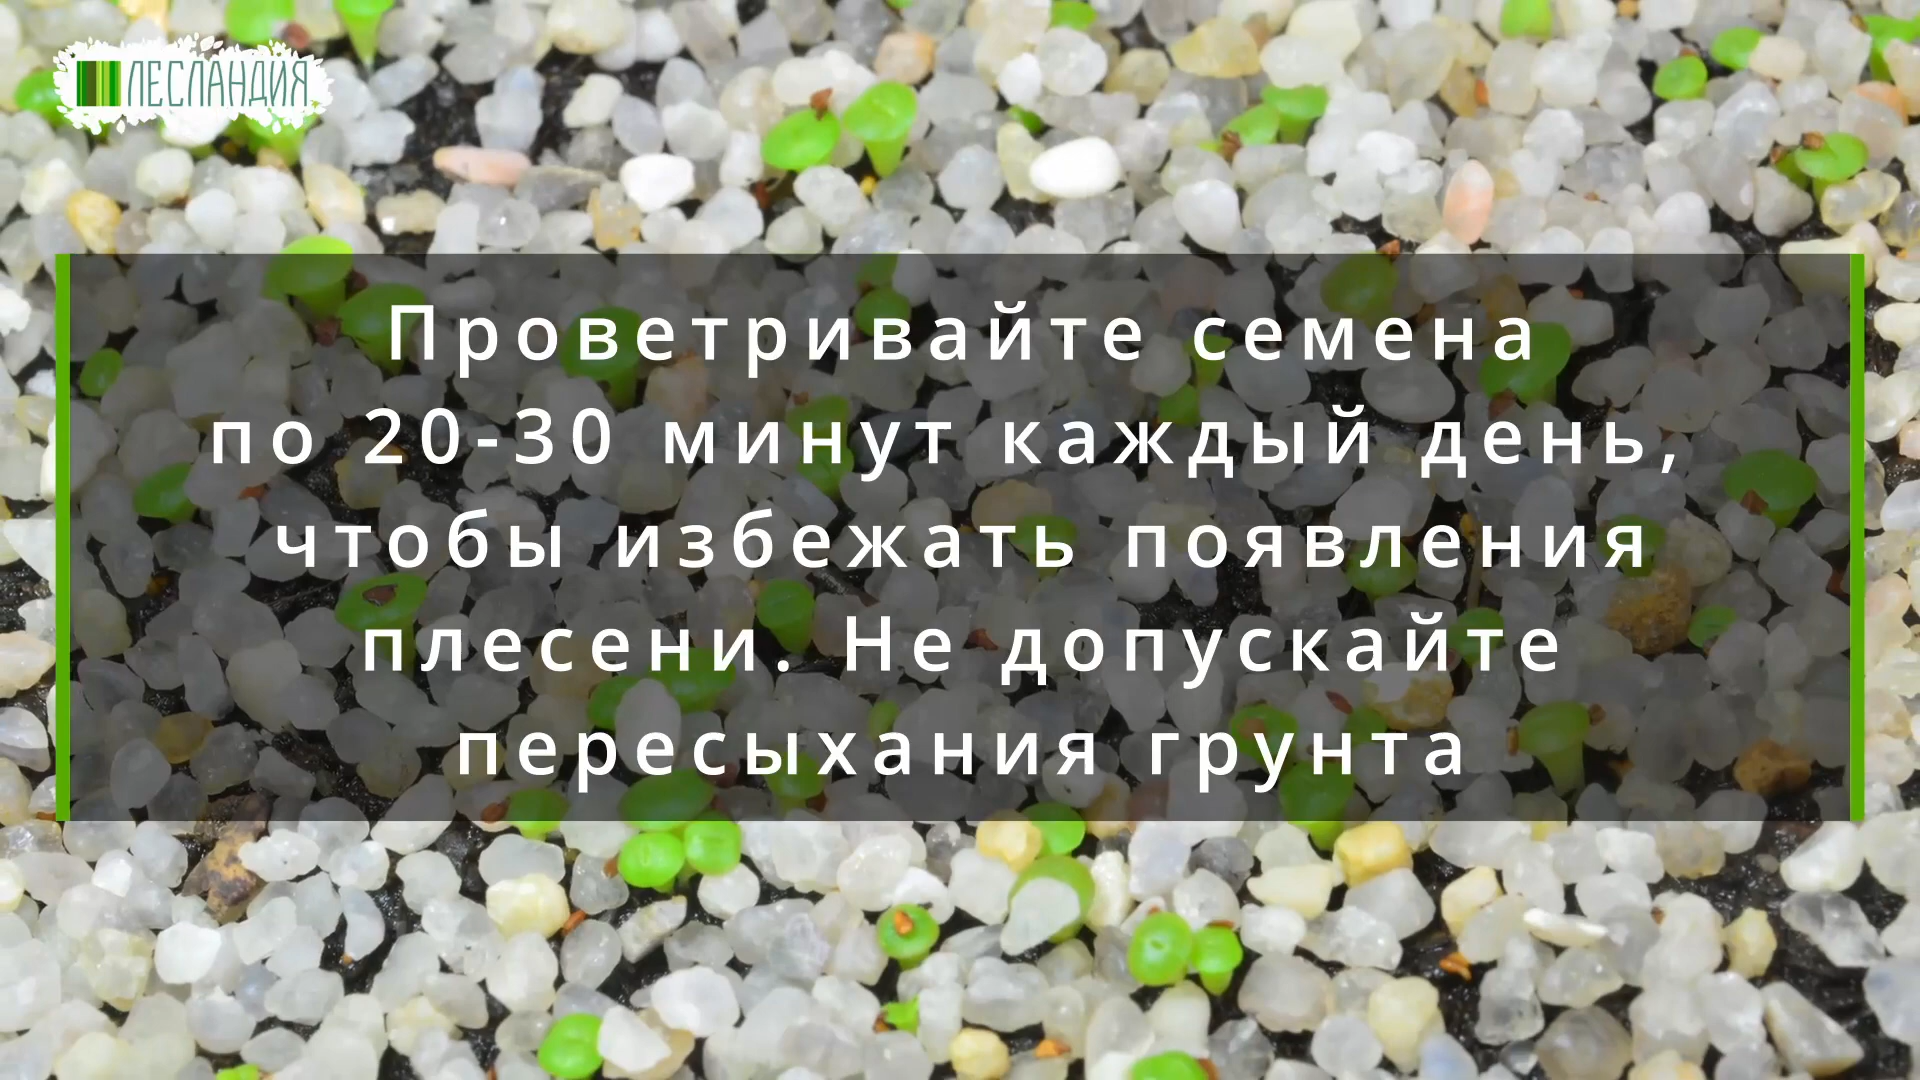 ЛЕСЛАНДИЯ
Проветривайте семена
по 20-30 минут каждый день,
чтобы избежать появления
плесени. Не допускайте
пересыхания грунта